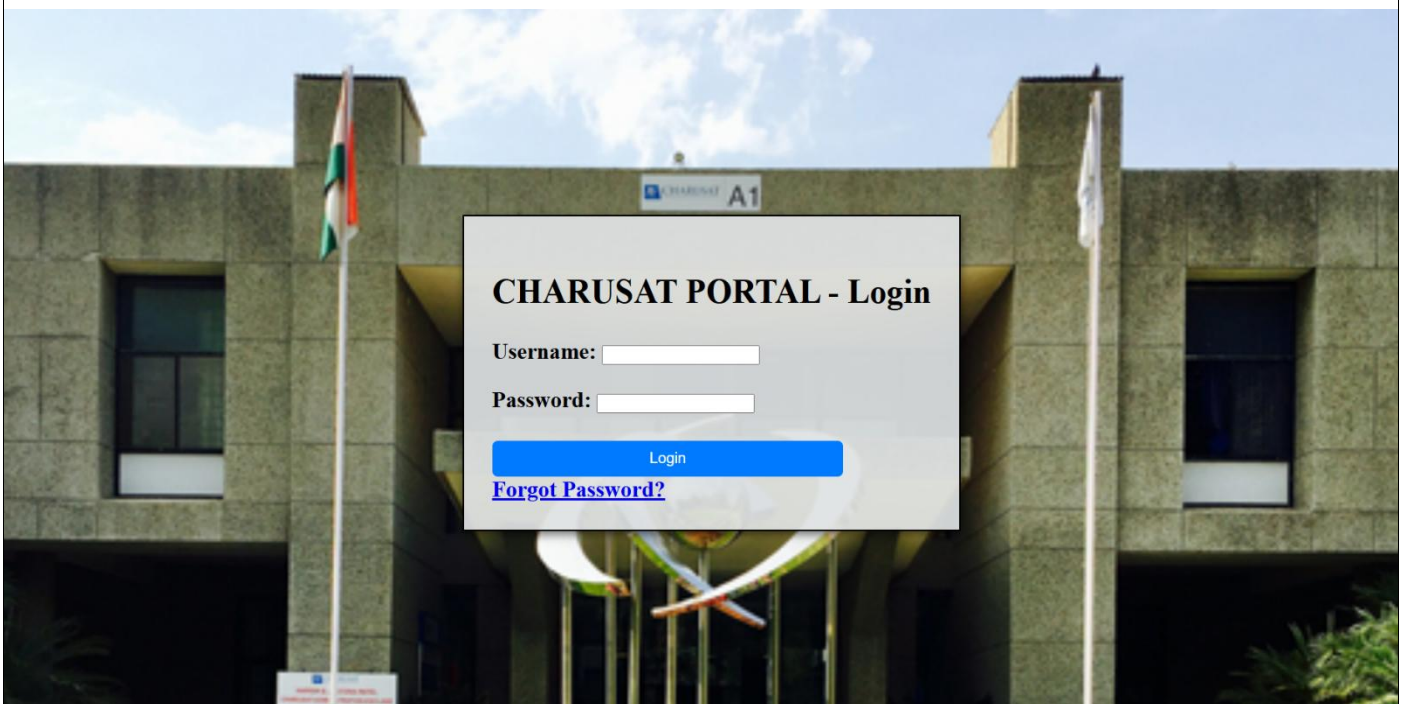 CHARUSAT A1
CHARUSAT PORTAL - Login
Username:
Password:
Login
Forgot Password?